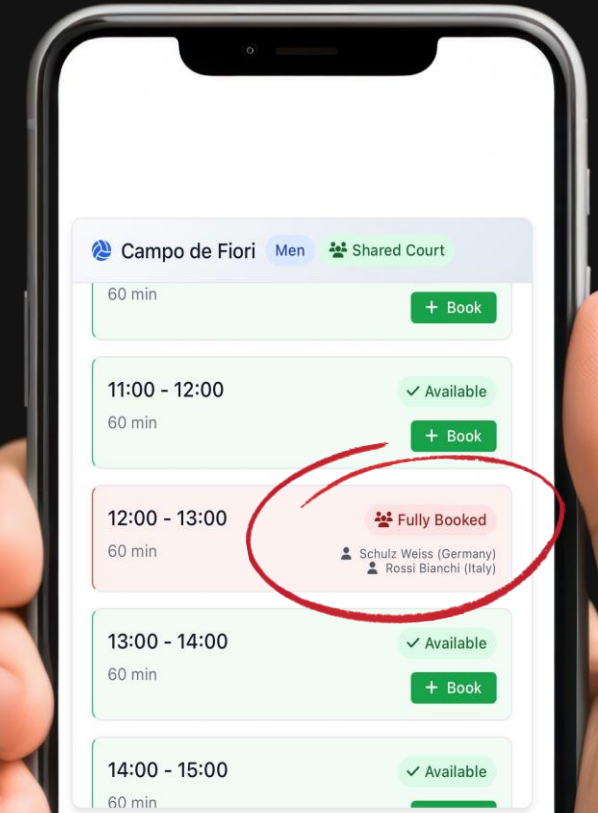 Campo de Fiori Men Shared Court
60 min
+ Book
11:00 - 12:00
Available
60 min
+ Book
12:00 - 13:00
Fully Booked
60 min
Schulz Weiss (Germany)
Rossi Bianchi (Italy)
13:00 - 14:00
Available
60 min
+ Book
14:00 - 15:00
Available
60 min